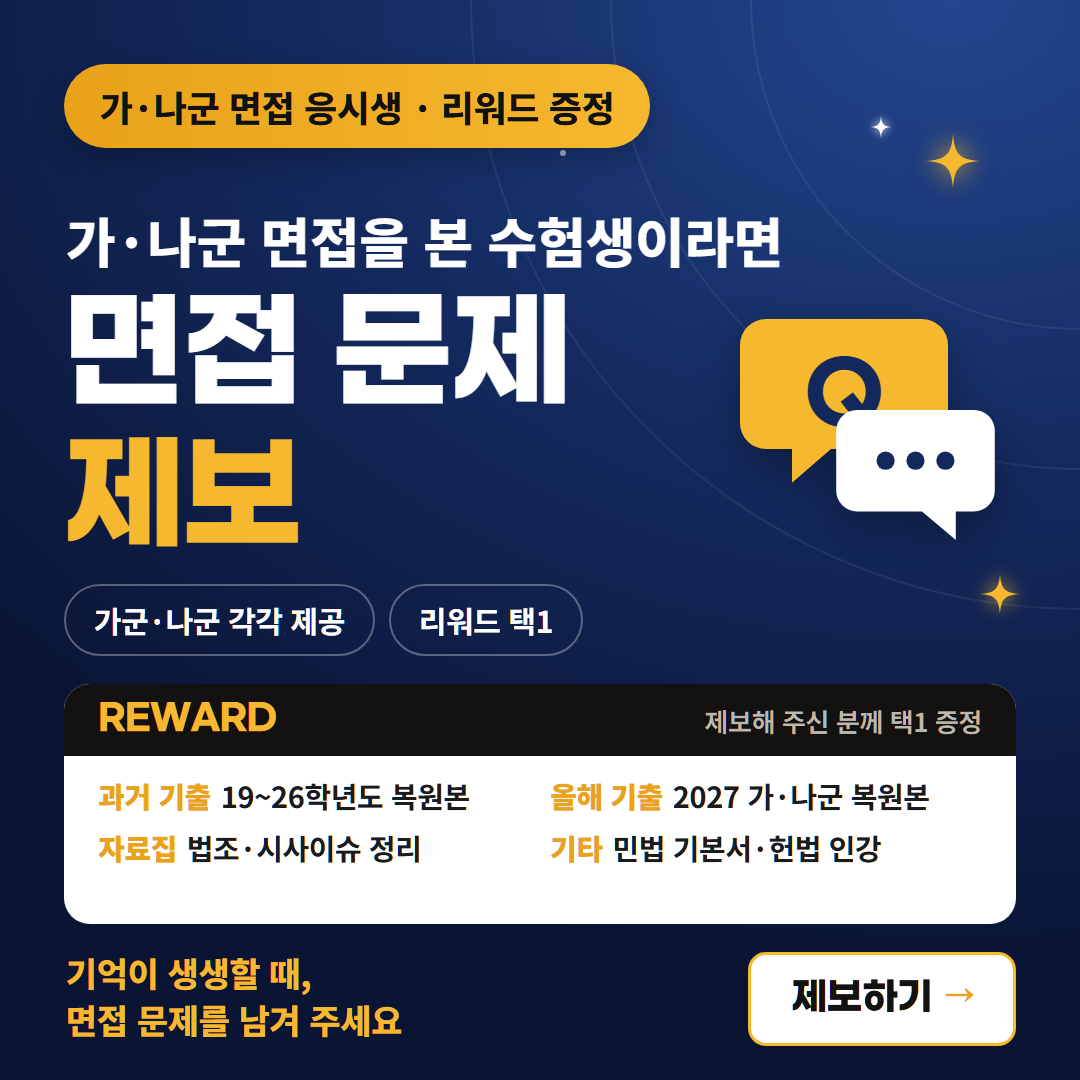 가·나군 면접 응시생 · 리워드 증정
가·나군 면접을 본 수험생이라면
면접 문제
제보
Q
가군·나군 각각 제공
리워드 택1
REWARD
제보해 주신 분께 택1 증정
과거 기출 19~26학년도 복원본
올해 기출 2027 가·나군 복원본
자료집 법조·시사이슈 정리
기타 민법 기본서·헌법 인강
기억이 생생할 때,
면접 문제를 남겨 주세요
제보하기 →